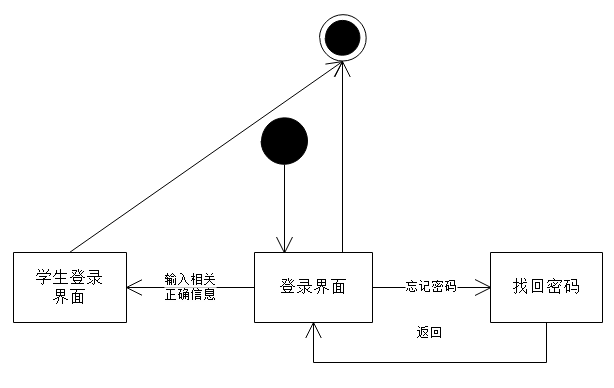 学生登录
界面
输入相关
正确信息
登录界面
忘记密码
找回密码
返回